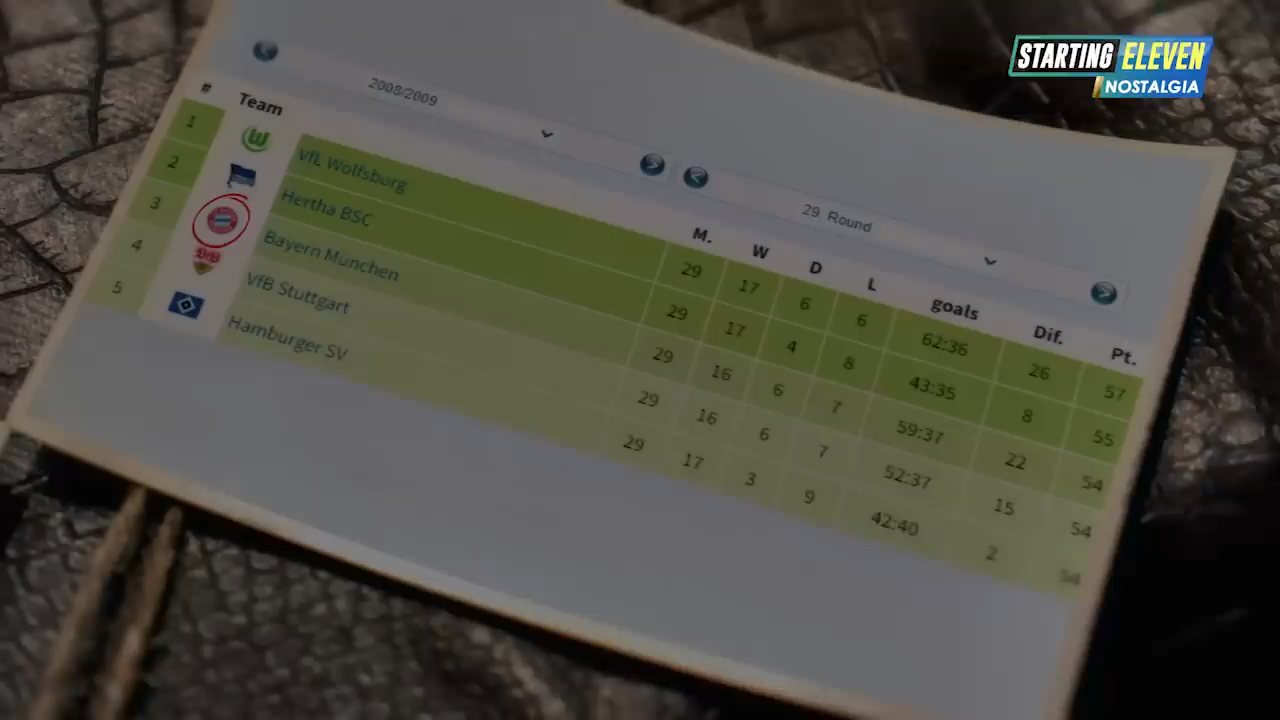 STARTING ELEVEN
NOSTALGIA
2008/2009
29 Round
# Team M. W D L goals Dif. Pt.
1 VfL Wolfsburg 29 17 6 6 62:36 26 57
2 Hertha BSC 29 17 4 8 43:35 8 55
3 Bayern Munchen 29 16 6 7 59:37 22 54
4 VfB Stuttgart 29 16 6 7 52:37 15 54
5 Hamburger SV 29 17 3 9 42:40 2 54